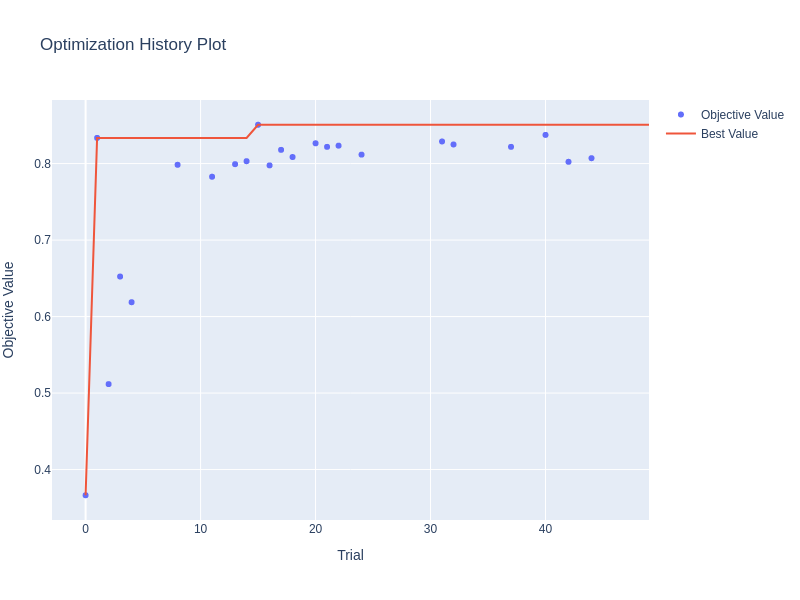 Optimization History Plot
Objective Value
Best Value
0.8
0.7
0.6
0.5
0.4
Objective Value
0 10 20 30 40
Trial